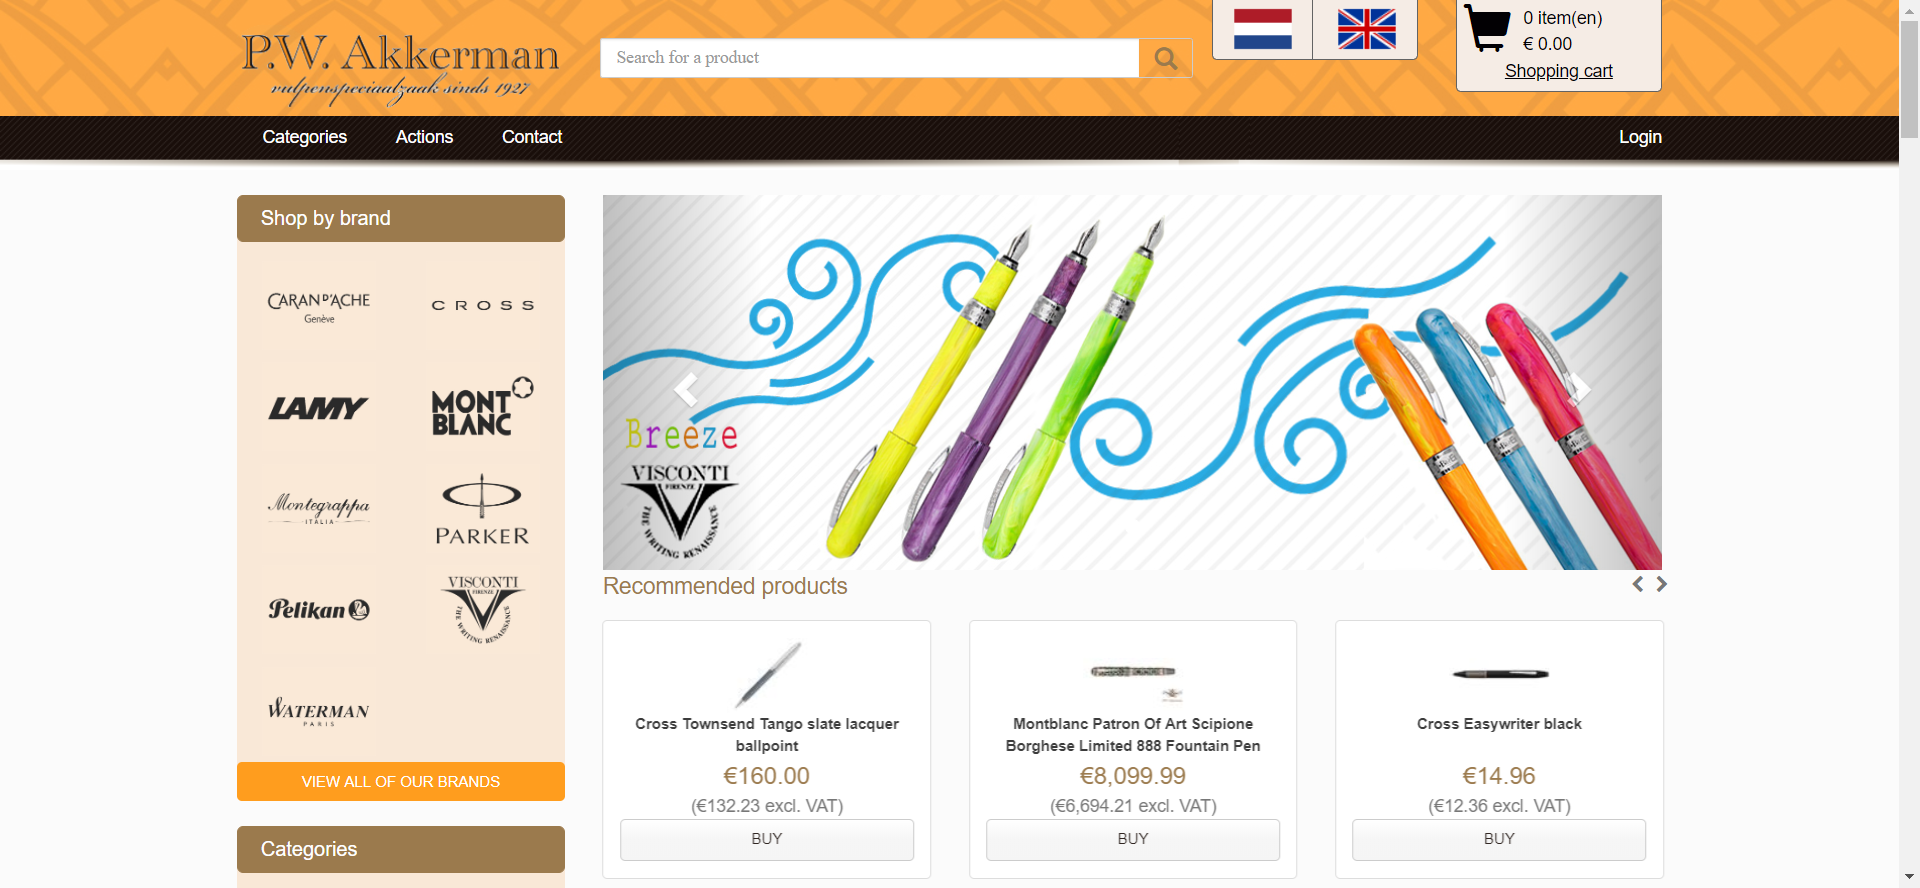 P.W. Akkerman
vulpenspeciaalzaak sinds 1927
Search for a product
0 item(en)
€ 0.00
Shopping cart
Categories
Actions
Contact
Login
Shop by brand
CARAN D'ACHE
Genève
CROSS
LAMY
MONT
BLANC
Montegrappa
ITALIA
PARKER
Pelikan
VISCONTI
FIRENZE
THE WRITING RENAISSANCE
WATERMAN
PARIS
VIEW ALL OF OUR BRANDS
Categories
Breeze
VISCONTI
FIRENZE
THE WRITING RENAISSANCE
Recommended products
Cross Townsend Tango slate lacquer
ballpoint
€160.00
(€132.23 excl. VAT)
BUY
Montblanc Patron Of Art Scipione
Borghese Limited 888 Fountain Pen
€8,099.99
(€6,694.21 excl. VAT)
BUY
Cross Easywriter black
€14.96
(€12.36 excl. VAT)
BUY